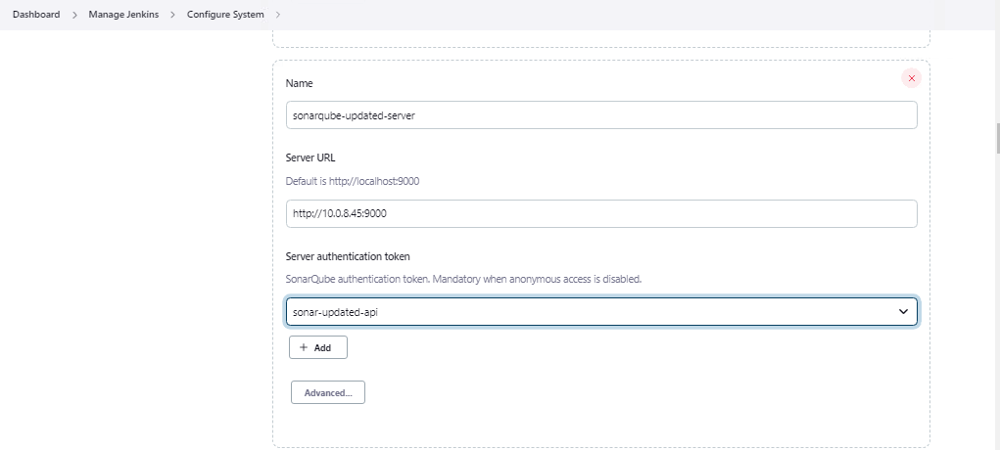 Dashboard > Manage Jenkins > Configure System >
Name
sonarqube-updated-server
Server URL
Default is http://localhost:9000
http://10.0.8.45:9000
Server authentication token
SonarQube authentication token. Mandatory when anonymous access is disabled.
sonar-updated-api
+ Add
Advanced...